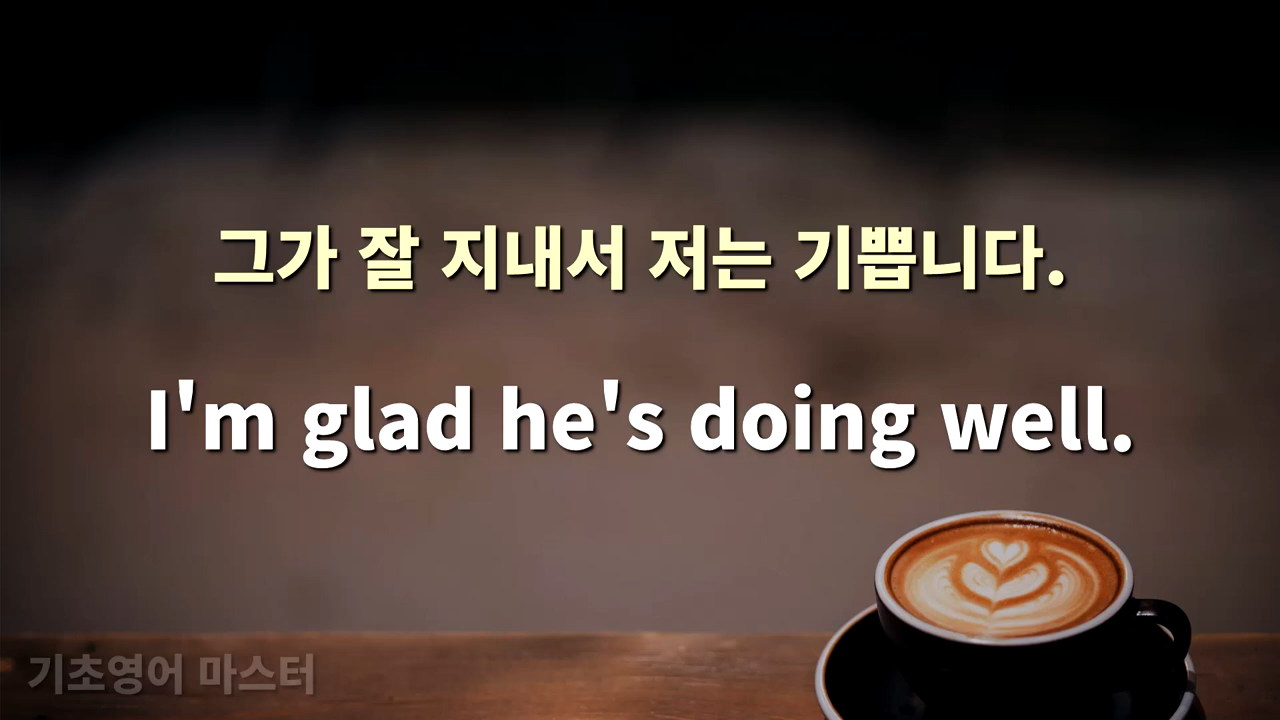 그가 잘 지내서 저는 기쁩니다.
I'm glad he's doing well.
기초영어 마스터